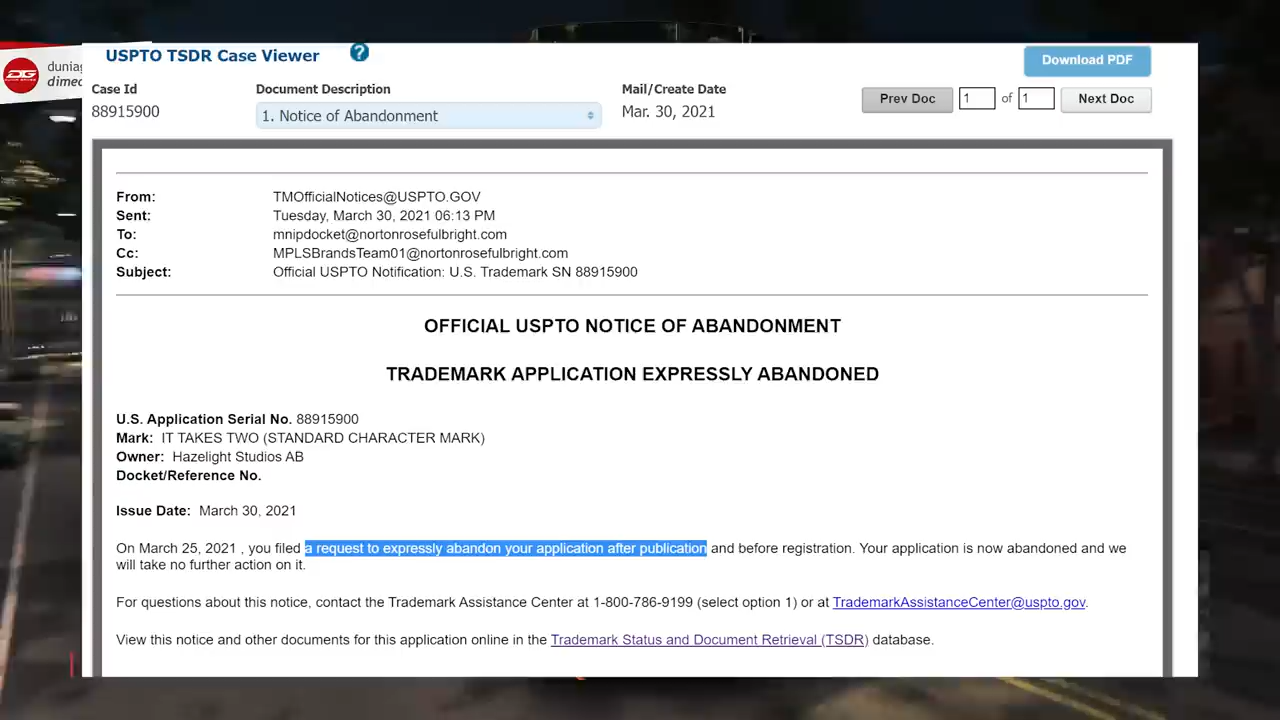 USPTO TSDR Case Viewer
?
Download PDF
Case Id
Document Description
Mail/Create Date
88915900
1. Notice of Abandonment
Mar. 30, 2021
Prev Doc
1
of
1
Next Doc
DG
From: TMOfficialNotices@USPTO.GOV
Sent: Tuesday, March 30, 2021 06:13 PM
To: mnipdocket@nortonrosefulbright.com
Cc: MPLSBrandsTeam01@nortonrosefulbright.com
Subject: Official USPTO Notification: U.S. Trademark SN 88915900
OFFICIAL USPTO NOTICE OF ABANDONMENT
TRADEMARK APPLICATION EXPRESSLY ABANDONED
U.S. Application Serial No. 88915900
Mark: IT TAKES TWO (STANDARD CHARACTER MARK)
Owner: Hazelight Studios AB
Docket/Reference No.
Issue Date: March 30, 2021
On March 25, 2021 , you filed a request to expressly abandon your application after publication and before registration. Your application is now abandoned and we
will take no further action on it.
For questions about this notice, contact the Trademark Assistance Center at 1-800-786-9199 (select option 1) or at TrademarkAssistanceCenter@uspto.gov.
View this notice and other documents for this application online in the Trademark Status and Document Retrieval (TSDR) database.